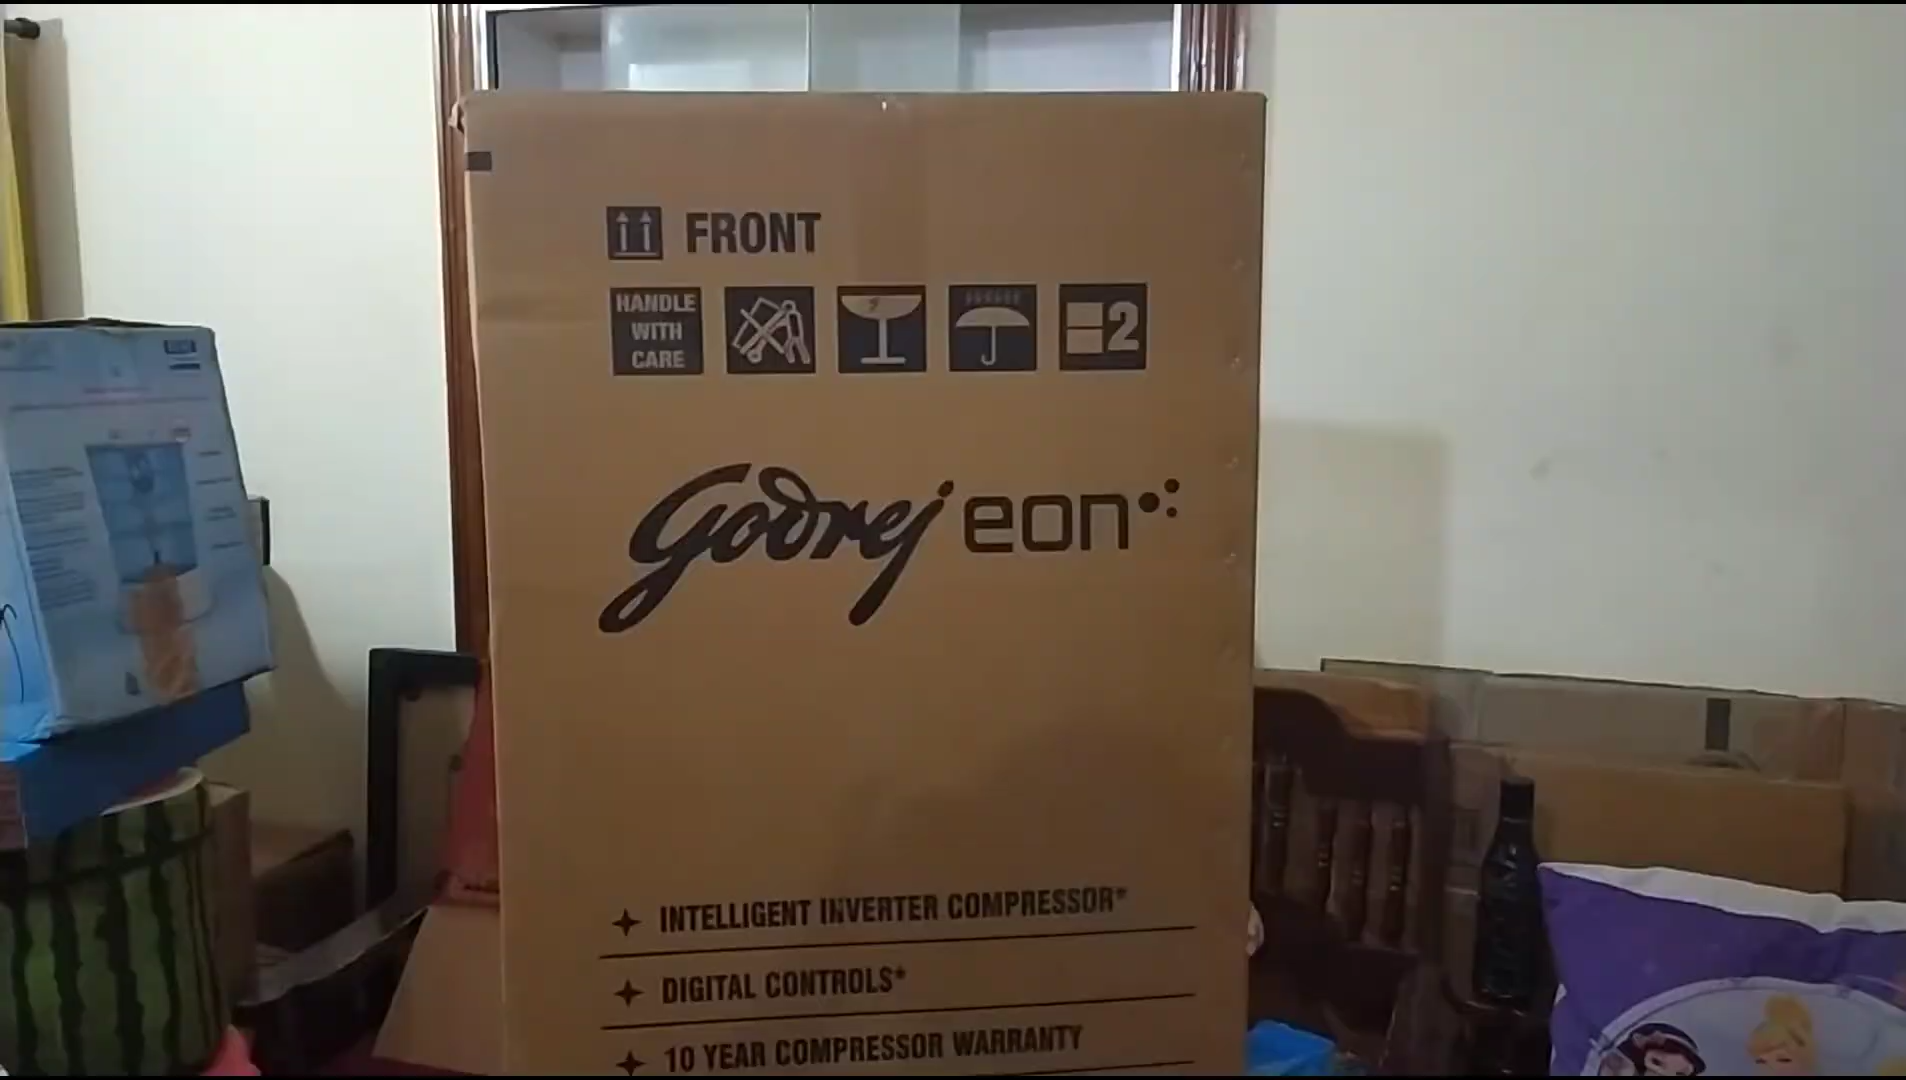 FRONT
HANDLE
WITH
CARE
2
Godrej eon
INTELLIGENT INVERTER COMPRESSOR*
DIGITAL CONTROLS*
10 YEAR COMPRESSOR WARRANTY